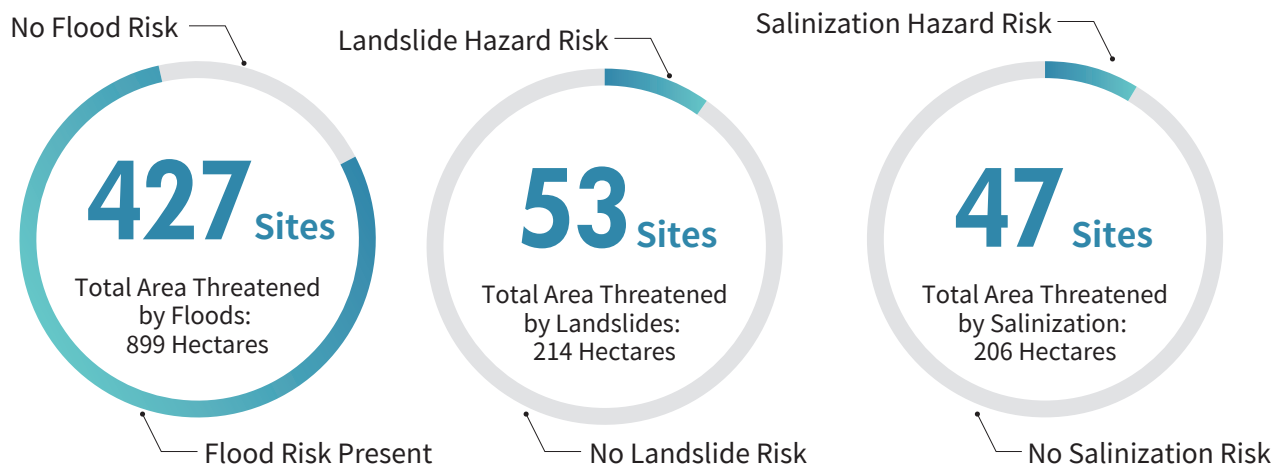 No Flood Risk
427 Sites
Total Area Threatened
by Floods:
899 Hectares
Flood Risk Present
Landslide Hazard Risk
53 Sites
Total Area Threatened
by Landslides:
214 Hectares
No Landslide Risk
Salinization Hazard Risk
47 Sites
Total Area Threatened
by Salinization:
206 Hectares
No Salinization Risk